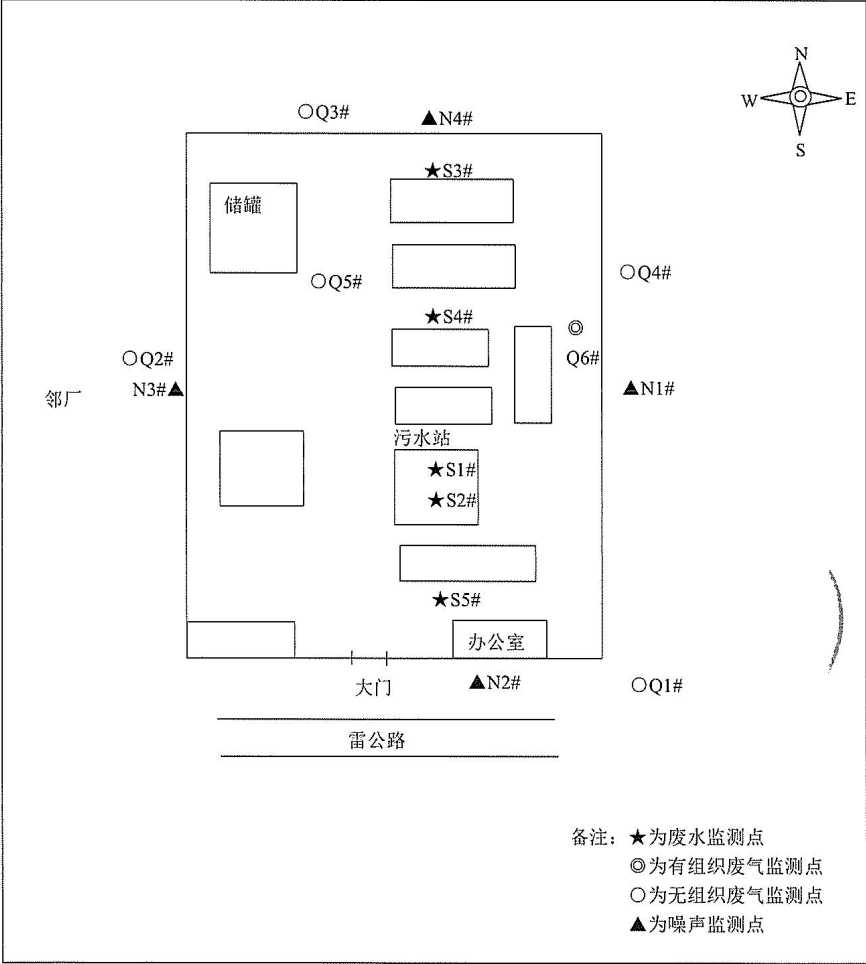 N
W E
S
○Q3# ▲N4#
★S3#
储罐
○Q5# ○Q4#
★S4#
◎
Q6#
○Q2#
N3#▲ ▲N1#
邻厂
污水站
★S1#
★S2#
★S5#
办公室
大门 ▲N2# ○Q1#
雷公路
备注：★为废水监测点
◎为有组织废气监测点
○为无组织废气监测点
▲为噪声监测点